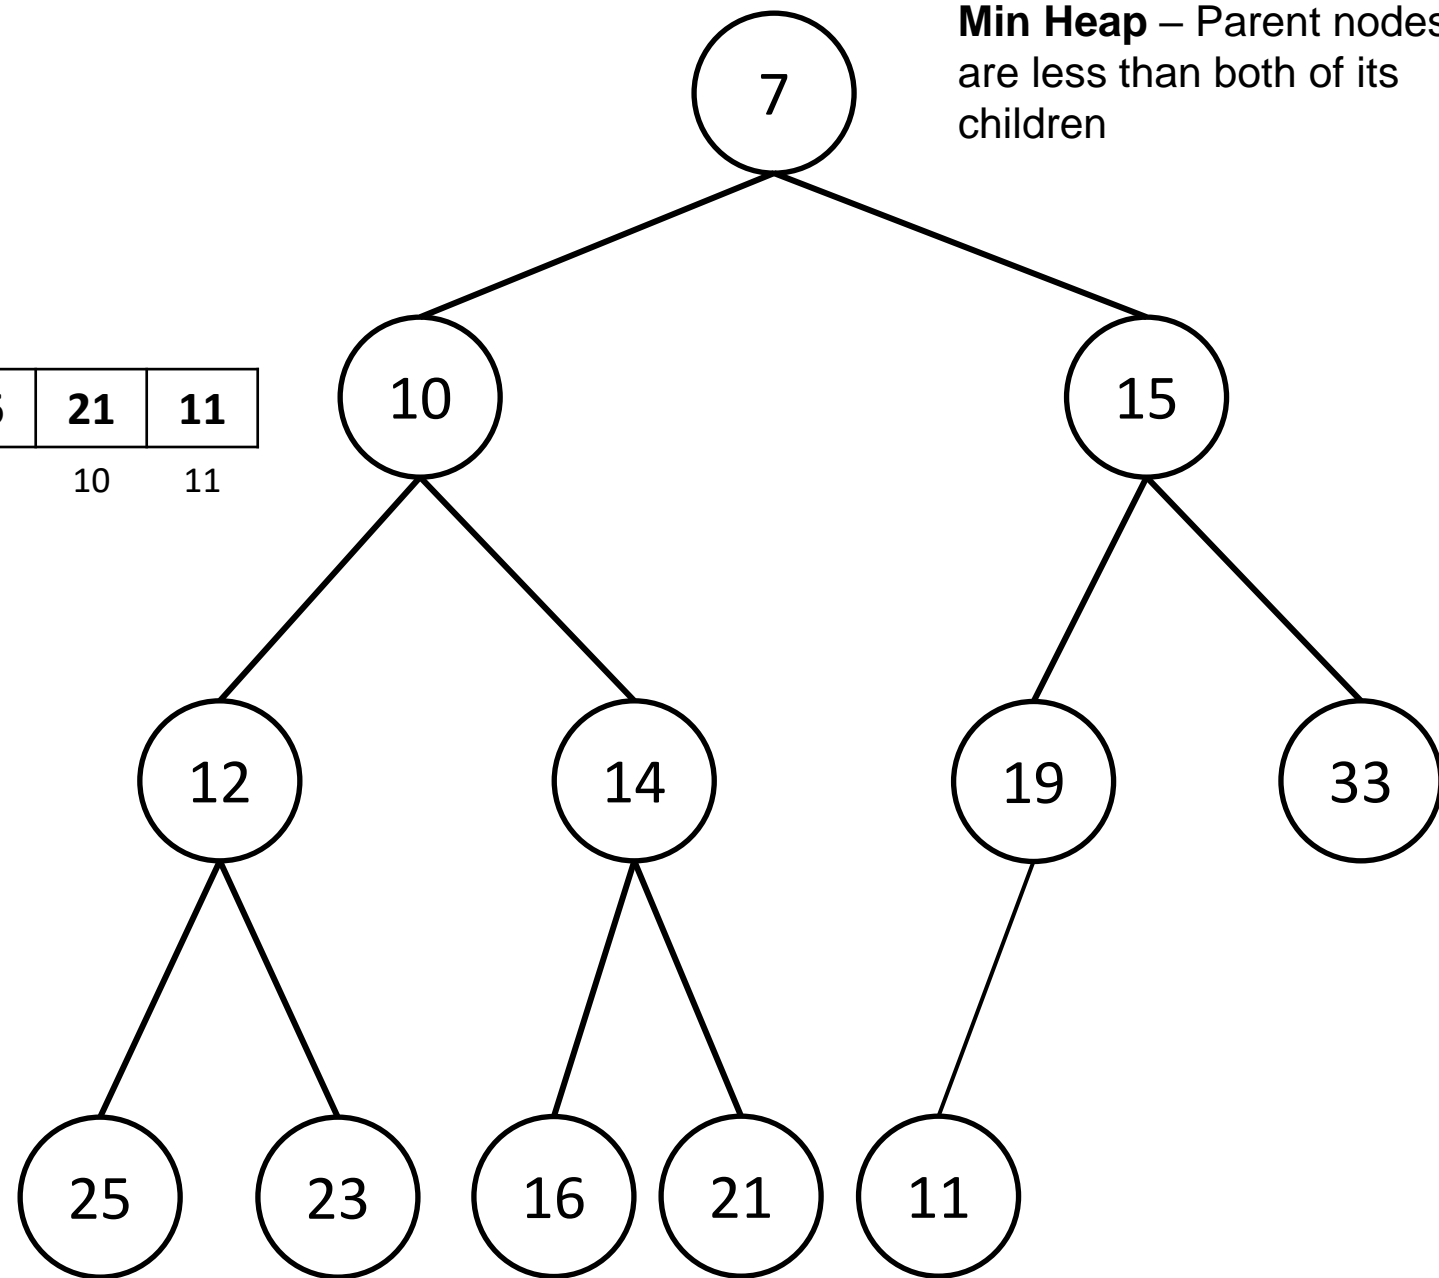 7
Min Heap – Parent nodes
are less than both of its
children
10
15
21 11
10 11
12 14 19 33
25 23 16 21 11